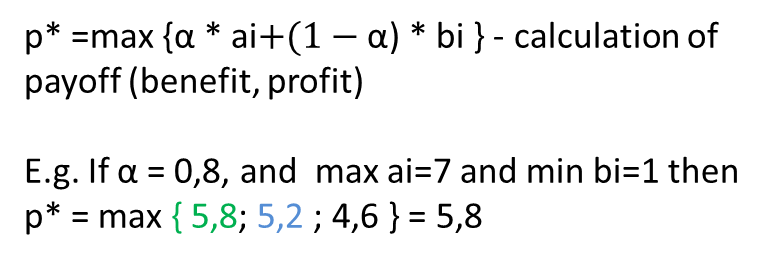 p* =max {α * ai+(1 − α) * bi } - calculation of
payoff (benefit, profit)
E.g. If α = 0,8, and  max ai=7 and min bi=1 then
p* = max { 5,8; 5,2 ; 4,6 } = 5,8